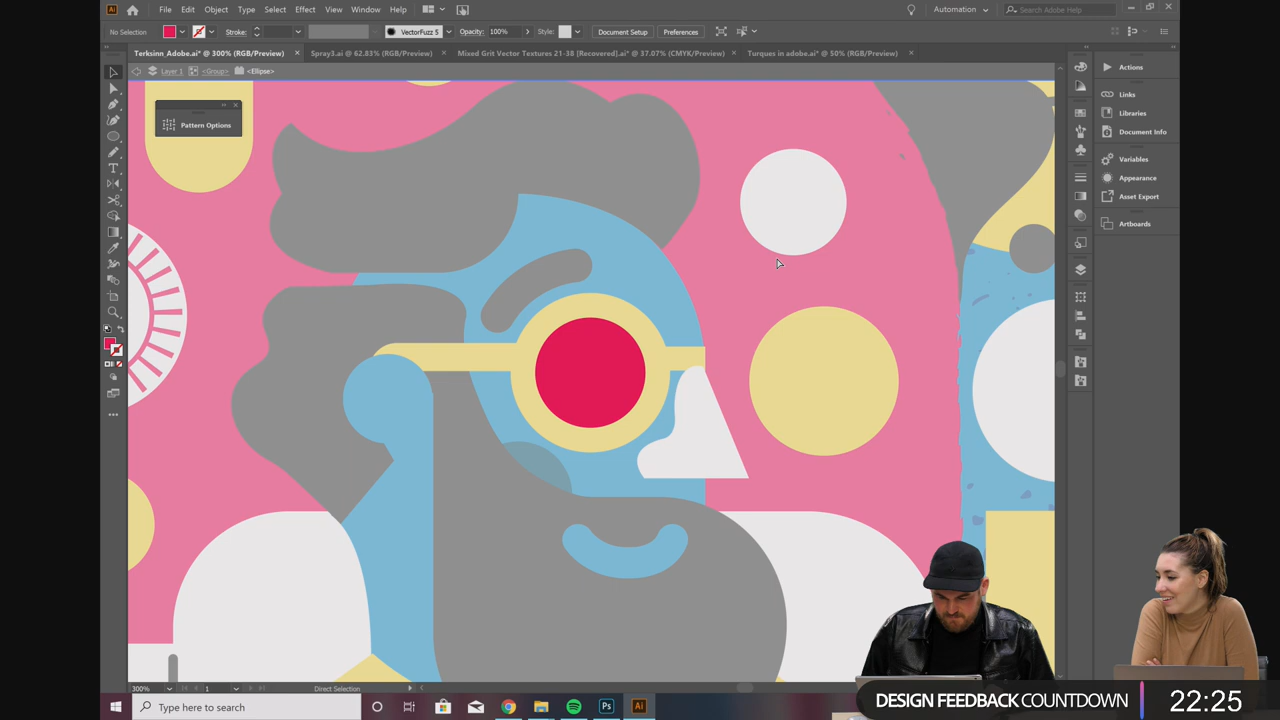 File Edit Object Type Select Effect View Window Help
Automation
Search Adobe Help
No Selection
Stroke:
VectorFuzz 5
Opacity: 100%
Style:
Document Setup
Preferences
Terksinn_Adobe.ai* @ 300% (RGB/Preview)
Spray3.ai @ 62.83% (RGB/Preview)
Mixed Grit Vector Textures 21-38 [Recovered].ai* @ 37.07% (CMYK/Preview)
Turques in adobe.ai* @ 50% (RGB/Preview)
Layer 1
<Group>
<Ellipse>
Pattern Options
Actions
Links
Libraries
Document Info
Variables
Appearance
Asset Export
Artboards
300%
1
Direct Selection
Type here to search
Ps
Ai
DESIGN FEEDBACK COUNTDOWN
22:25